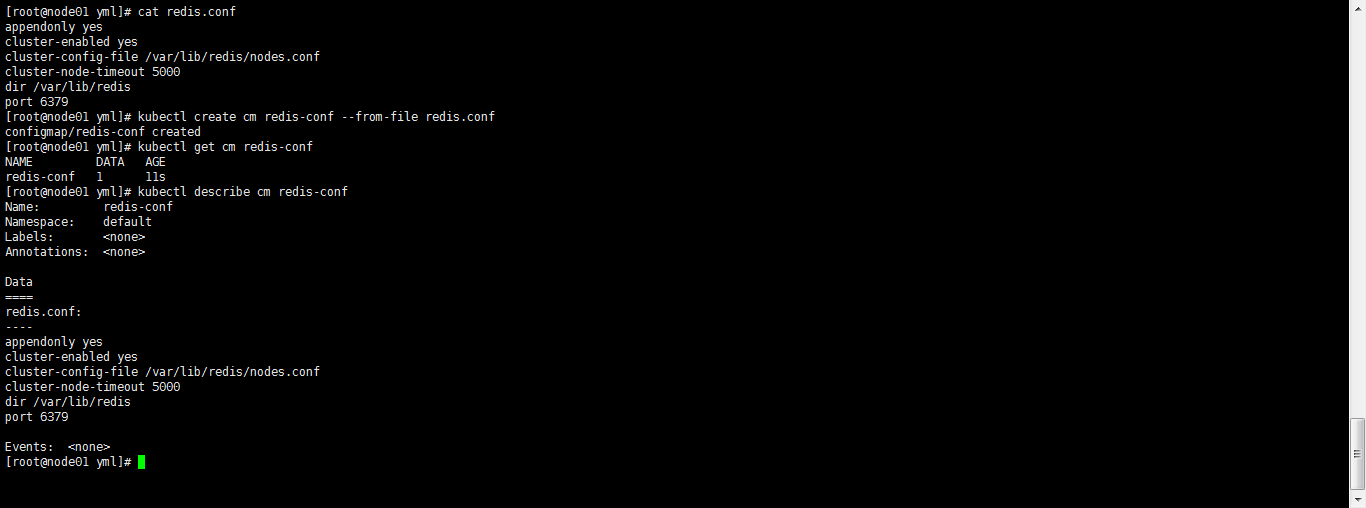 [root@node01 yml]# cat redis.conf
appendonly yes
cluster-enabled yes
cluster-config-file /var/lib/redis/nodes.conf
cluster-node-timeout 5000
dir /var/lib/redis
port 6379
[root@node01 yml]# kubectl create cm redis-conf --from-file redis.conf
configmap/redis-conf created
[root@node01 yml]# kubectl get cm redis-conf
NAME         DATA   AGE
redis-conf   1      11s
[root@node01 yml]# kubectl describe cm redis-conf
Name:         redis-conf
Namespace:    default
Labels:       <none>
Annotations:  <none>

Data
====
redis.conf:
----
appendonly yes
cluster-enabled yes
cluster-config-file /var/lib/redis/nodes.conf
cluster-node-timeout 5000
dir /var/lib/redis
port 6379

Events:  <none>
[root@node01 yml]#